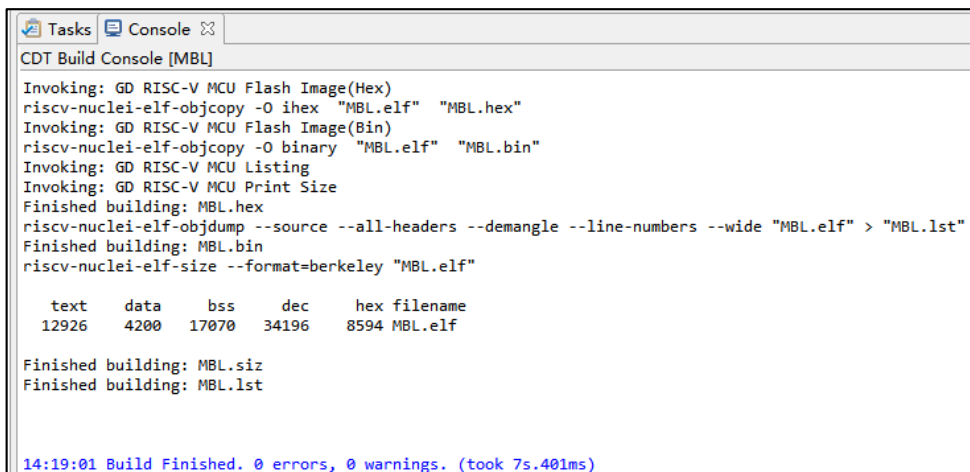 Tasks Console
CDT Build Console [MBL]
Invoking: GD RISC-V MCU Flash Image(Hex)
riscv-nuclei-elf-objcopy -O ihex "MBL.elf" "MBL.hex"
Invoking: GD RISC-V MCU Flash Image(Bin)
riscv-nuclei-elf-objcopy -O binary "MBL.elf" "MBL.bin"
Invoking: GD RISC-V MCU Listing
Invoking: GD RISC-V MCU Print Size
Finished building: MBL.hex
riscv-nuclei-elf-objdump --source --all-headers --demangle --line-numbers --wide "MBL.elf" > "MBL.lst"
Finished building: MBL.bin
riscv-nuclei-elf-size --format=berkeley "MBL.elf"
text data bss dec hex filename
12926 4200 17070 34196 8594 MBL.elf
Finished building: MBL.siz
Finished building: MBL.lst
14:19:01 Build Finished. 0 errors, 0 warnings. (took 7s.401ms)